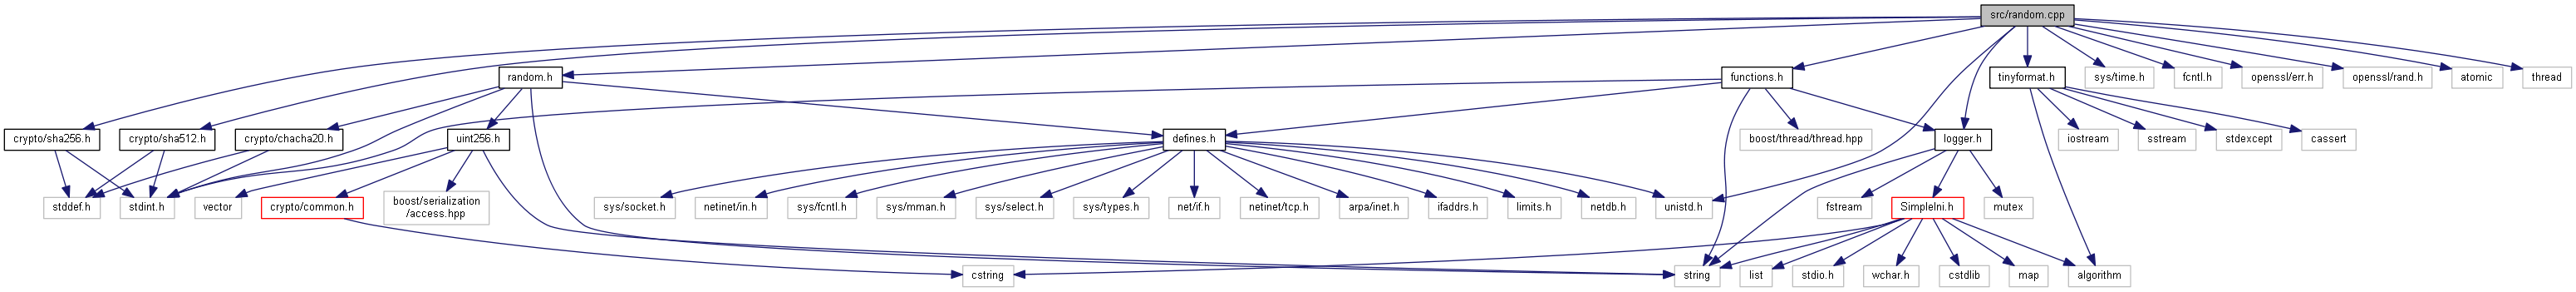 src/random.cpp
random.h
functions.h
tinyformat.h
sys/time.h
fcntl.h
openssl/err.h
openssl/rand.h
atomic
thread
crypto/sha256.h
crypto/sha512.h
crypto/chacha20.h
uint256.h
defines.h
boost/thread/thread.hpp
logger.h
iostream
sstream
stdexcept
cassert
stddef.h
stdint.h
vector
crypto/common.h
boost/serialization
/access.hpp
sys/socket.h
netinet/in.h
sys/fcntl.h
sys/mman.h
sys/select.h
sys/types.h
net/if.h
netinet/tcp.h
arpa/inet.h
ifaddrs.h
limits.h
netdb.h
unistd.h
fstream
SimpleIni.h
mutex
cstring
string
list
stdio.h
wchar.h
cstdlib
map
algorithm